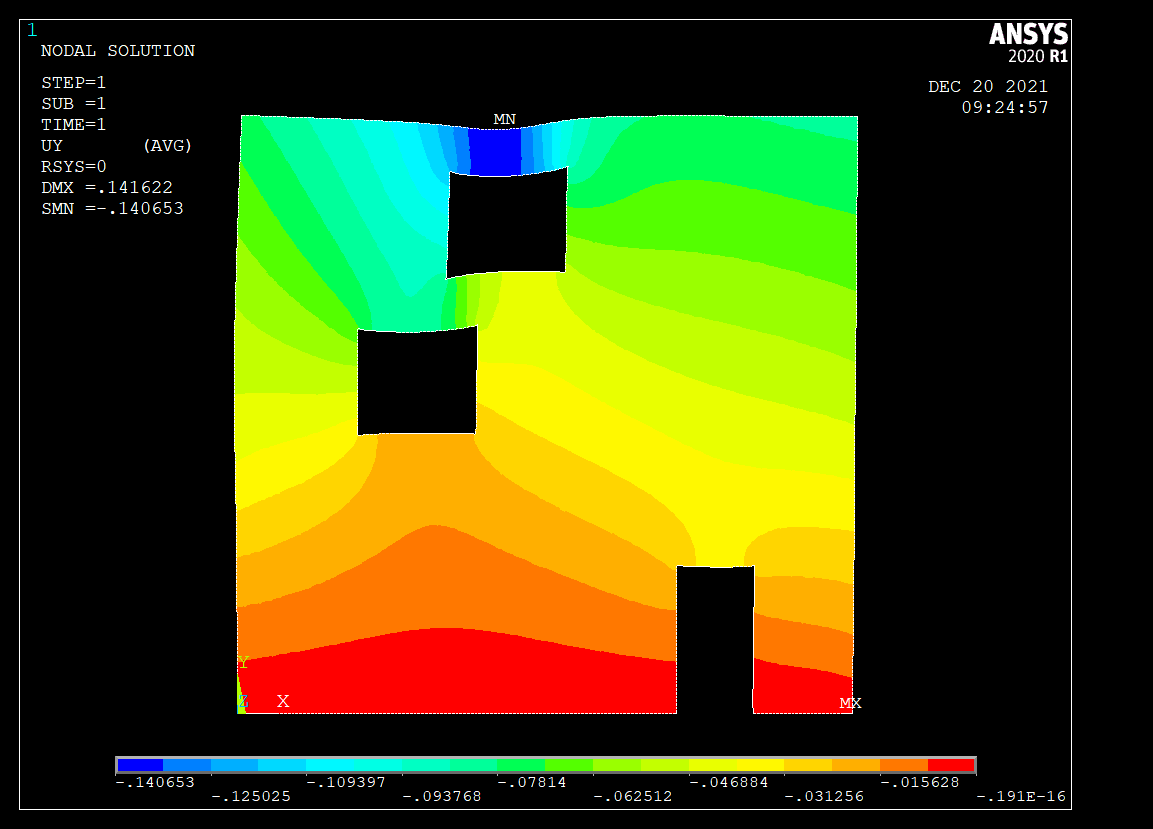 1
ANSYS
2020 R1
NODAL SOLUTION
STEP=1
SUB =1
TIME=1
UY (AVG)
RSYS=0
DMX =.141622
SMN =-.140653
DEC 20 2021
09:24:57
MN
Y
Z X
MX
-.140653 -.109397 -.07814 -.046884 -.015628
-.125025 -.093768 -.062512 -.031256 -.191E-16